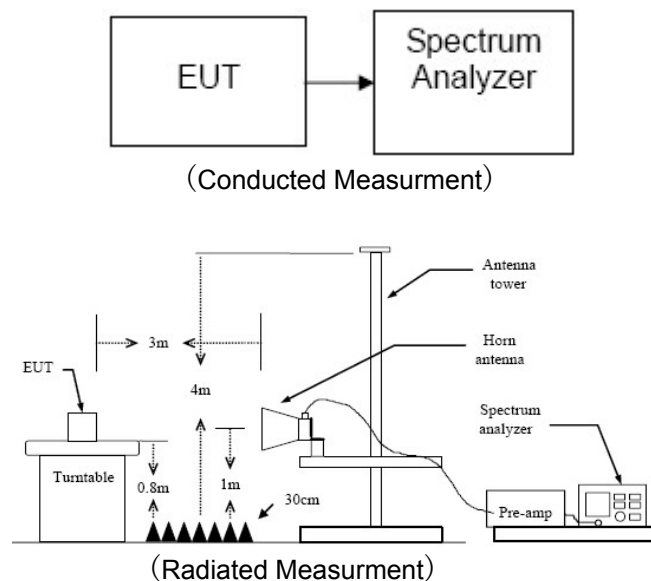 EUT
Spectrum
Analyzer
（Conducted Measurment）
Antenna
tower
3m
Horn
antenna
EUT
4m
Spectrum
analyzer
Turntable
0.8m
1m
30cm
Pre-amp
（Radiated Measurment）